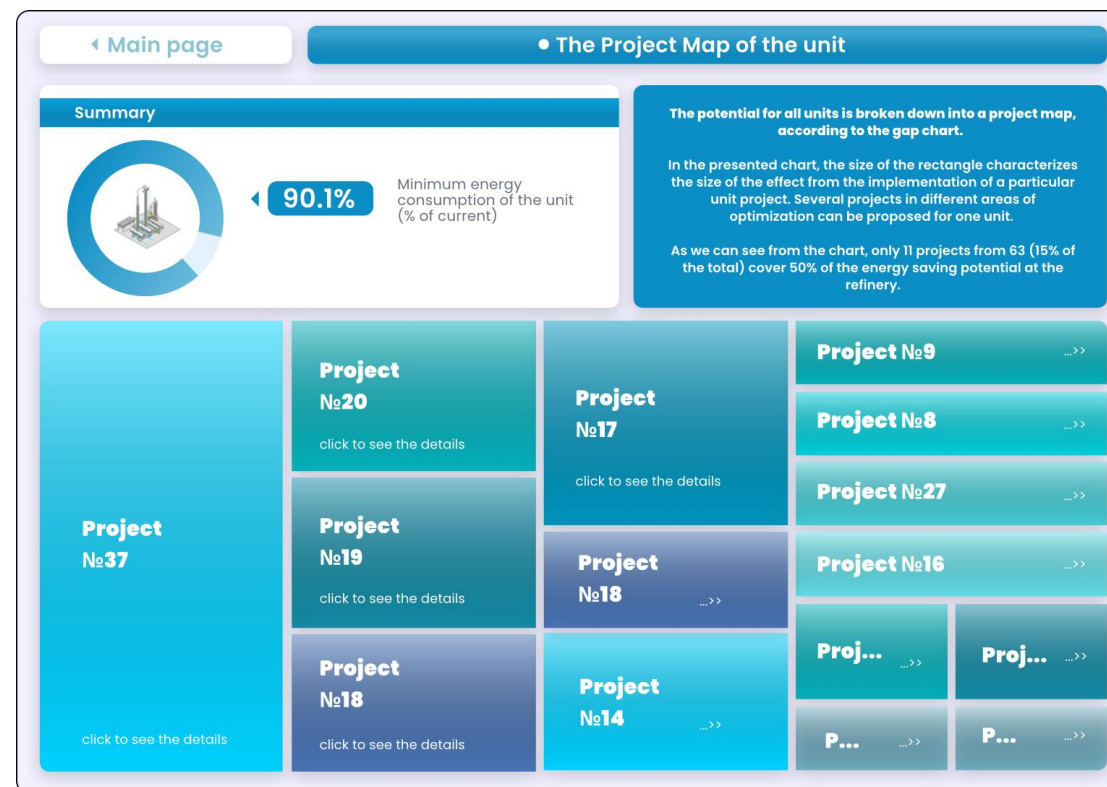 Main page
The Project Map of the unit
Summary
90.1%
Minimum energy
consumption of the unit
(% of current)
The potential for all units is broken down into a project map,
according to the gap chart.
In the presented chart, the size of the rectangle characterizes
the size of the effect from the implementation of a particular
unit project. Several projects in different areas of
optimization can be proposed for one unit.
As we can see from the chart, only 11 projects from 63 (15% of
the total) cover 50% of the energy saving potential at the
refinery.
Project
№37
click to see the details
Project
№20
click to see the details
Project
№19
click to see the details
Project
№18
click to see the details
Project
№17
click to see the details
Project
№18 ...>>
Project
№14 ...>>
Project №9 ...>>
Project №8 ...>>
Project №27 ...>>
Project №16 ...>>
Proj... ...>>
Proj... ...>>
P... ...>>
P... ...>>